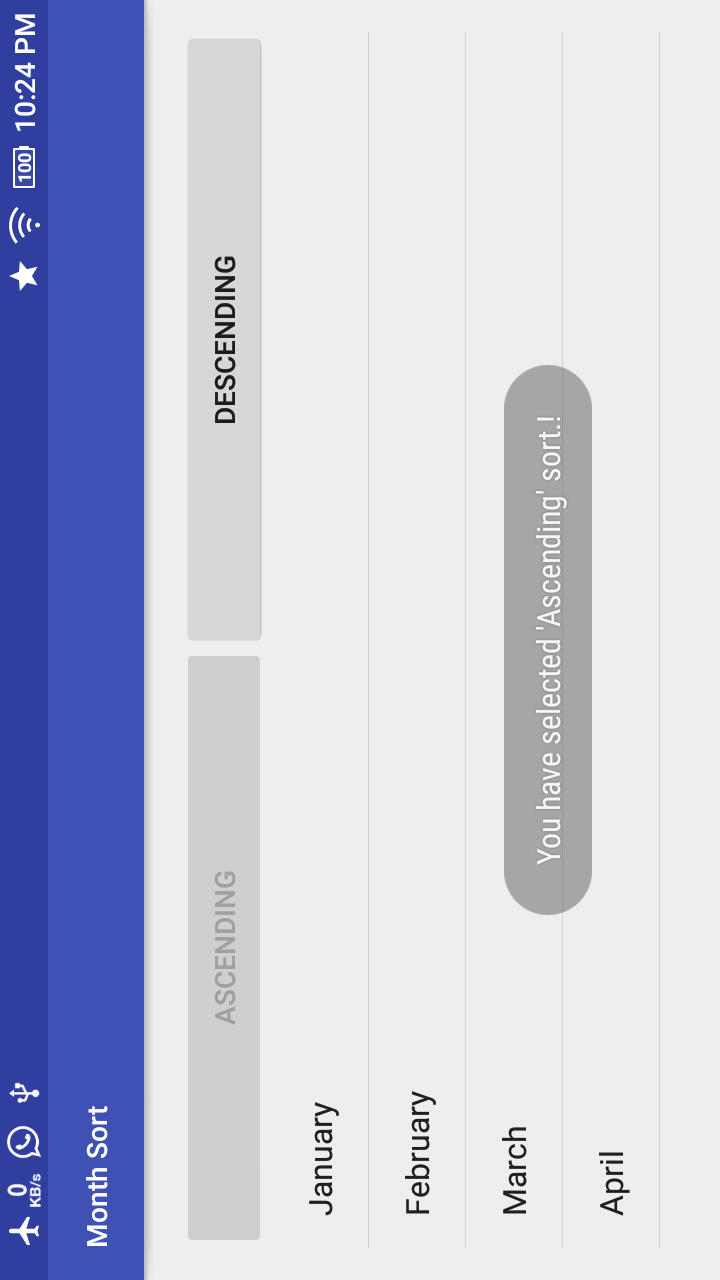 0 KB/s 100 10:24 PM
Month Sort
ASCENDING DESCENDING
January
February
March
You have selected 'Ascending' sort.!
April